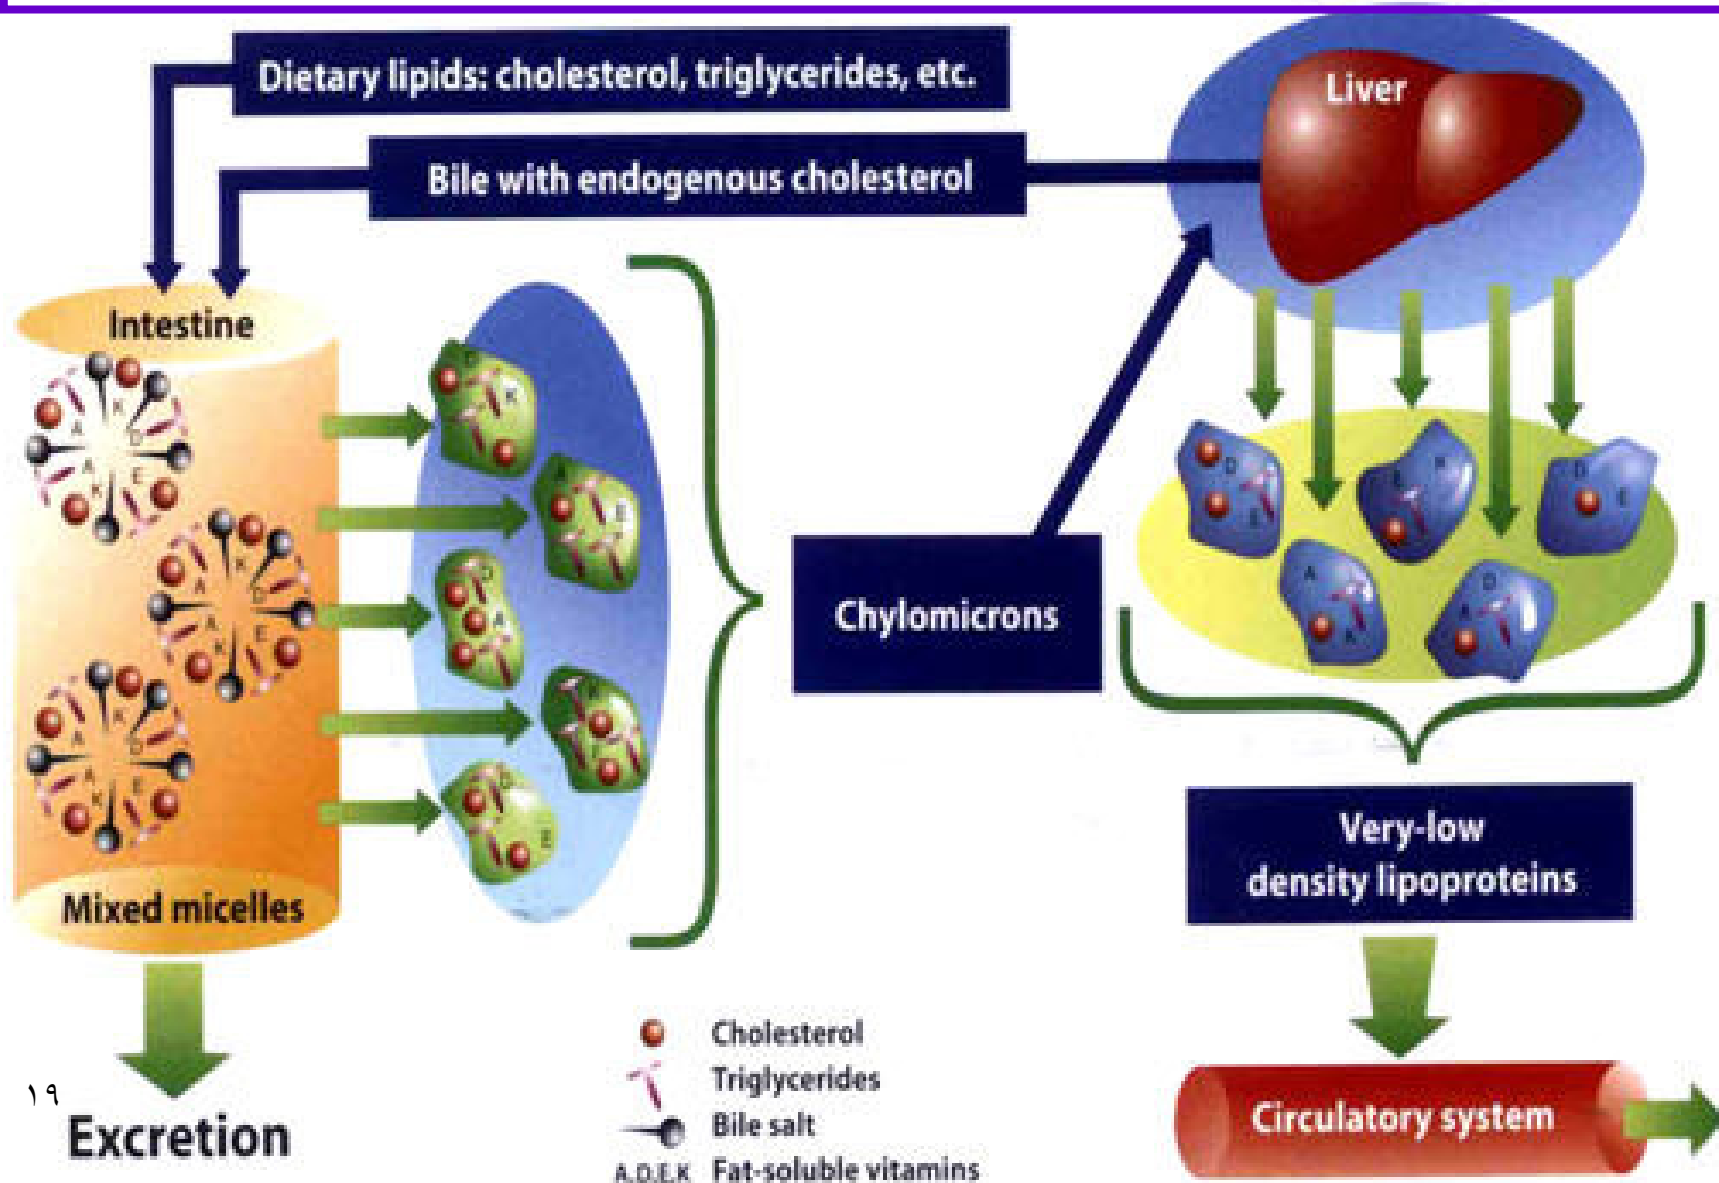 Dietary lipids: cholesterol, triglycerides, etc.
Bile with endogenous cholesterol
Liver
Intestine
Chylomicrons
Mixed micelles
Very-low
density lipoproteins
Circulatory system
Excretion
١٩
Cholesterol
Triglycerides
Bile salt
A,D,E,K Fat-soluble vitamins